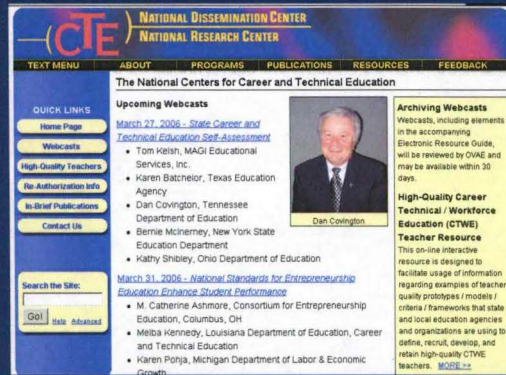 CTE
NATIONAL DISSEMINATION CENTER
NATIONAL RESEARCH CENTER
TEXT MENU ABOUT PROGRAMS PUBLICATIONS RESOURCES FEEDBACK
The National Centers for Career and Technical Education
QUICK LINKS
Home Page
Webcasts
High-Quality Teachers
Re-Authorization Info
In-Brief Publications
Contact Us
Search the Site:
Go!
Help Advanced
Upcoming Webcasts
March 27, 2006 - State Career and
Technical Education Self-Assessment
• Tom Kelsh, MAGI Educational
Services, Inc.
• Karen Batchelor, Texas Education
Agency
• Dan Covington, Tennessee
Department of Education
• Bernie McInerney, New York State
Education Department
• Kathy Shibley, Ohio Department of Education
Dan Covington
March 31, 2006 - National Standards for Entrepreneurship
Education Enhance Student Performance
• M. Catherine Ashmore, Consortium for Entrepreneurship
Education, Columbus, OH
• Melba Kennedy, Louisiana Department of Education, Career
and Technical Education
• Karen Pohja, Michigan Department of Labor & Economic
Growth
Archiving Webcasts
Webcasts, including elements
in the accompanying
Electronic Resource Guide,
will be reviewed by OVAE and
may be available within 30
days.
High-Quality Career
Technical / Workforce
Education (CTWE)
Teacher Resource
This on-line interactive
resource is designed to
facilitate usage of information
regarding examples of teacher
quality prototypes / models /
criteria / frameworks that state
and local education agencies
and organizations are using to
define, recruit, develop, and
retain high-quality CTWE
teachers. MORE >>